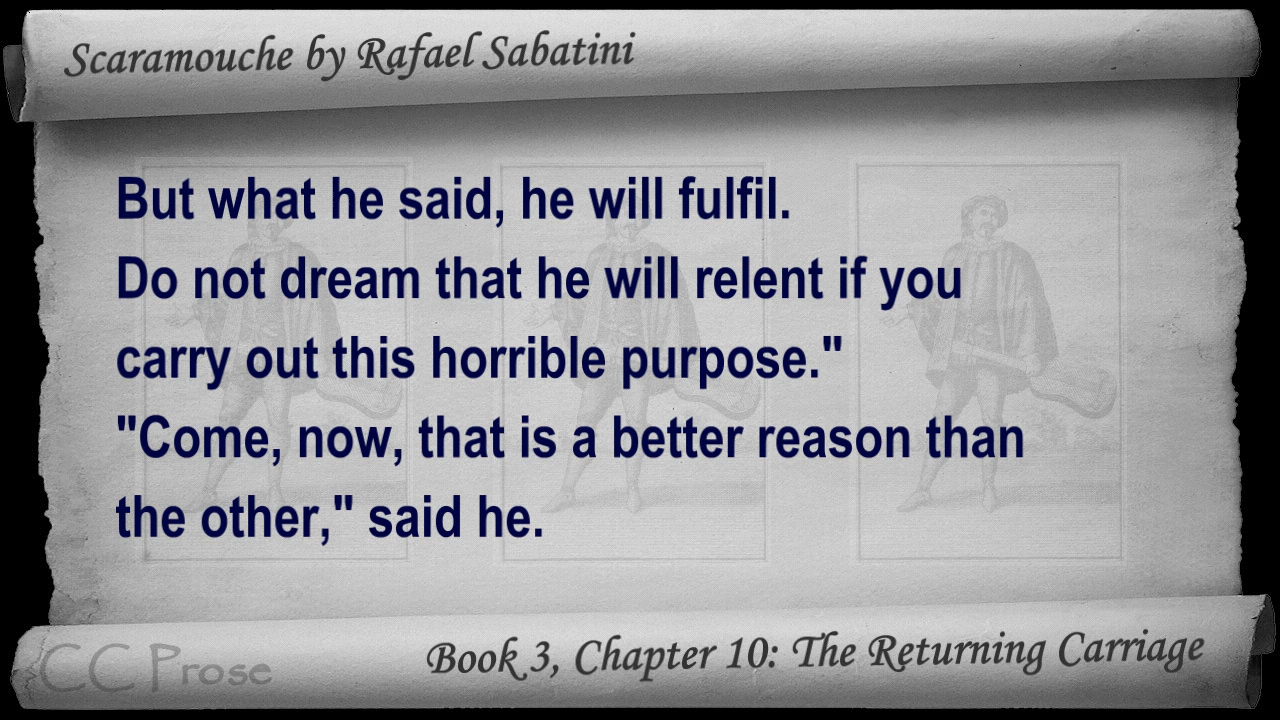 Scaramouche by Rafael Sabatini
But what he said, he will fulfil.
Do not dream that he will relent if you
carry out this horrible purpose."
"Come, now, that is a better reason than
the other," said he.
CC Prose
Book 3, Chapter 10: The Returning Carriage